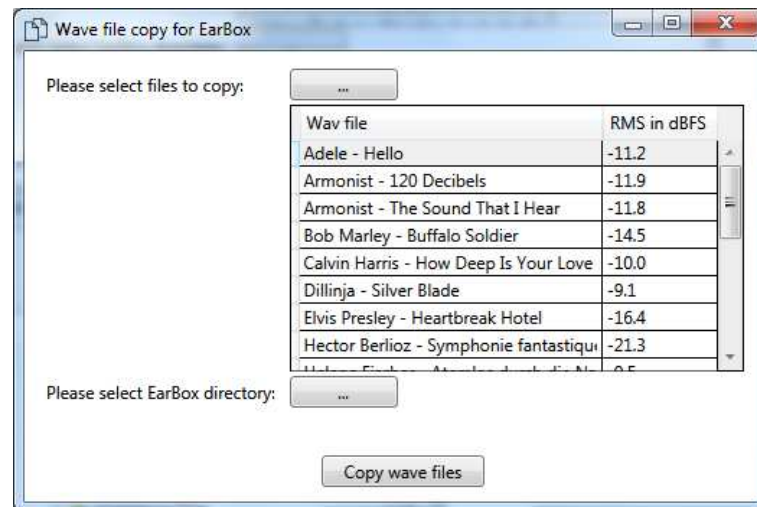 Wave file copy for EarBox
Please select files to copy:
...
Wav file RMS in dBFS
Adele - Hello -11.2
Armonist - 120 Decibels -11.9
Armonist - The Sound That I Hear -11.8
Bob Marley - Buffalo Soldier -14.5
Calvin Harris - How Deep Is Your Love -10.0
Dillinja - Silver Blade -9.1
Elvis Presley - Heartbreak Hotel -16.4
Hector Berlioz - Symphonie fantastiqu -21.3
Please select EarBox directory:
...
Copy wave files